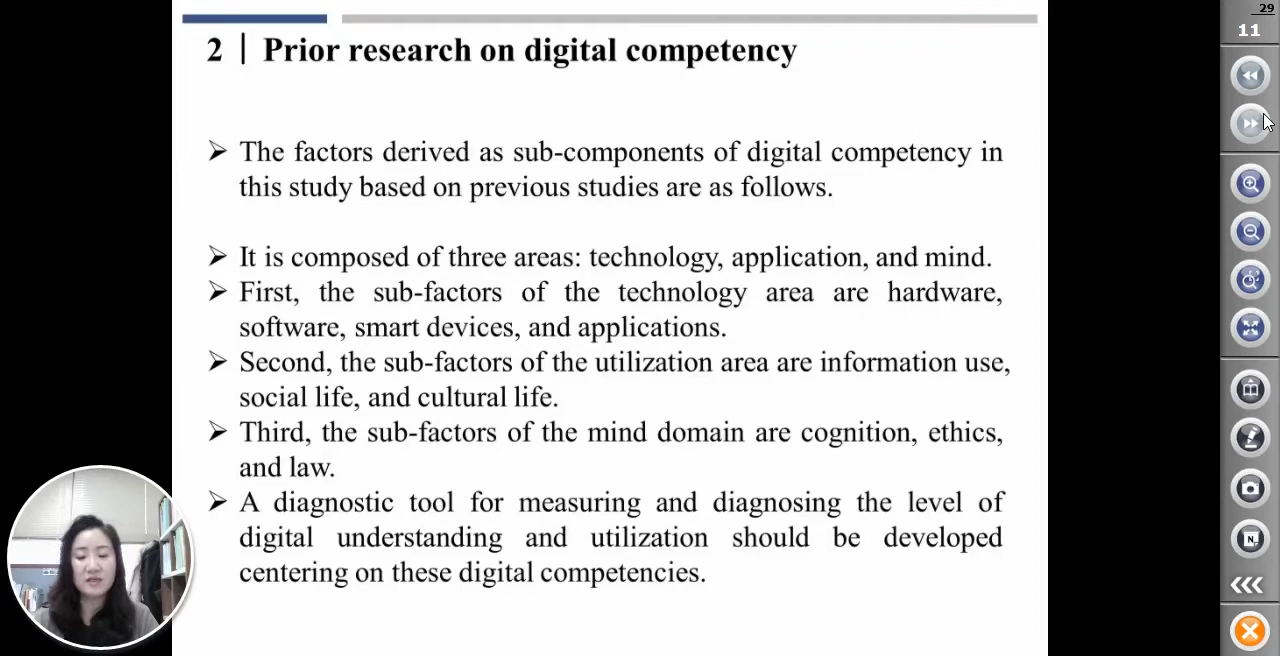 2 | Prior research on digital competency
➢ The factors derived as sub-components of digital competency in
this study based on previous studies are as follows.
➢ It is composed of three areas: technology, application, and mind.
➢ First, the sub-factors of the technology area are hardware,
software, smart devices, and applications.
➢ Second, the sub-factors of the utilization area are information use,
social life, and cultural life.
➢ Third, the sub-factors of the mind domain are cognition, ethics,
and law.
➢ A diagnostic tool for measuring and diagnosing the level of
digital understanding and utilization should be developed
centering on these digital competencies.
29
11
N